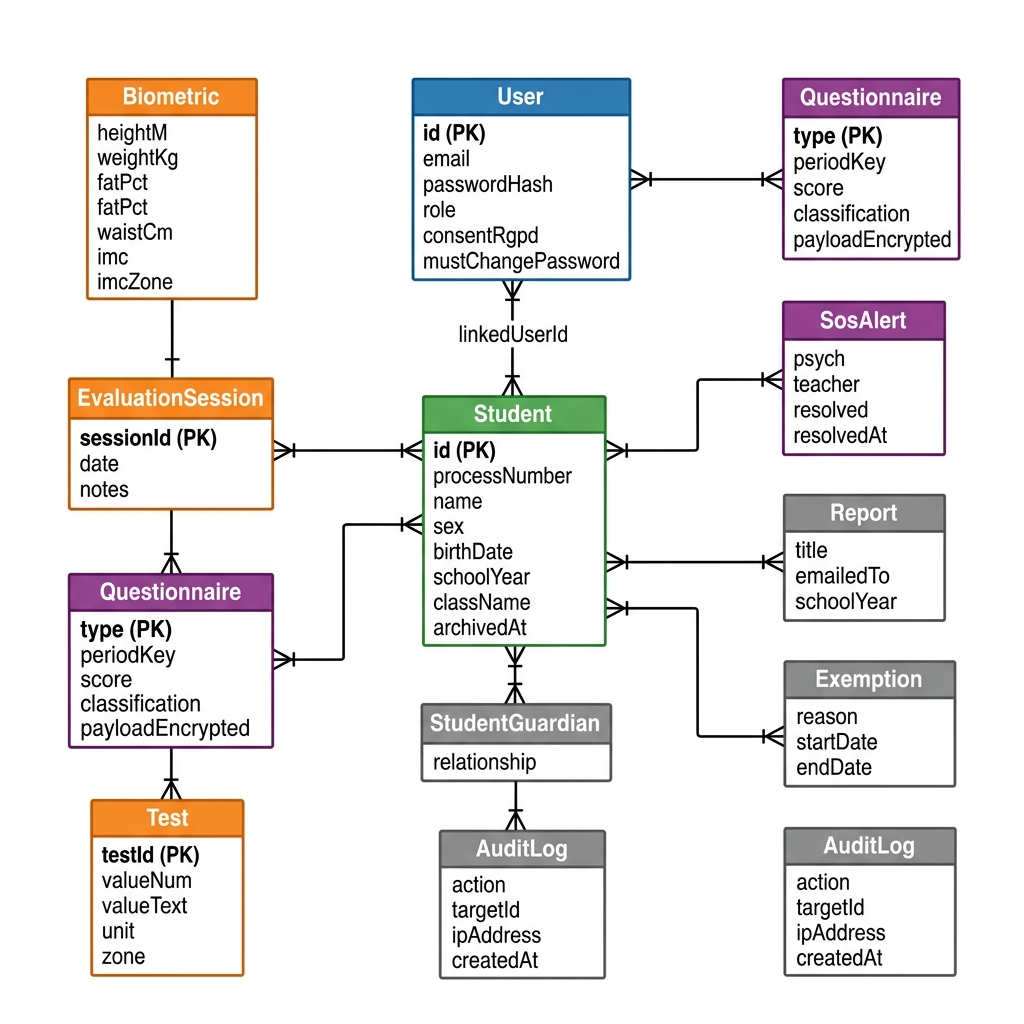 Biometric
heightM
weightKg
fatPct
fatPct
waistCm
imc
imcZone
User
id (PK)
email
passwordHash
role
consentRgpd
mustChangePassword
Questionnaire
type (PK)
periodKey
score
classification
payloadEncrypted
linkedUserId
SosAlert
psych
teacher
resolved
resolvedAt
EvaluationSession
sessionId (PK)
date
notes
Student
id (PK)
processNumber
name
sex
birthDate
schoolYear
className
archivedAt
Report
title
emailedTo
schoolYear
Questionnaire
type (PK)
periodKey
score
classification
payloadEncrypted
Exemption
reason
startDate
endDate
StudentGuardian
relationship
Test
testId (PK)
valueNum
valueText
unit
zone
AuditLog
action
targetId
ipAddress
createdAt
AuditLog
action
targetId
ipAddress
createdAt